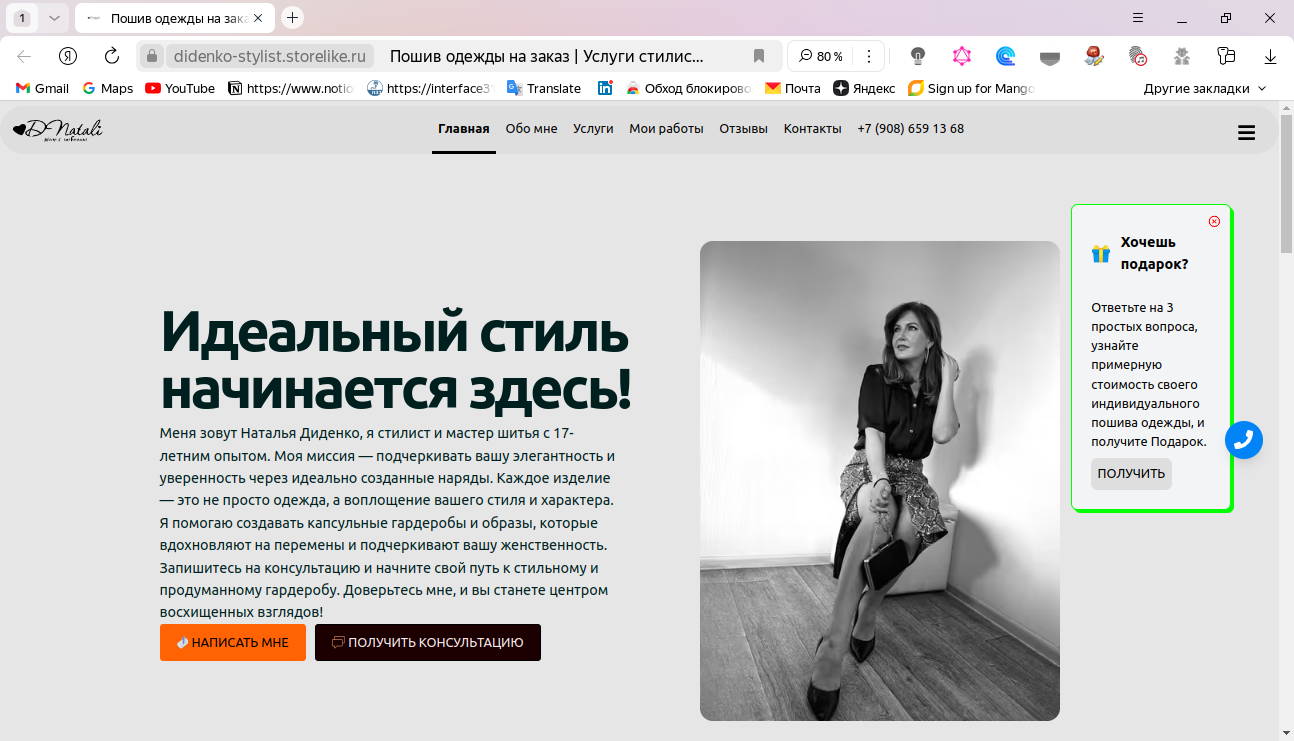 1
Пошив одежды на зака
didenko-stylist.storelike.ru
Пошив одежды на заказ | Услуги стилис...
80 %
Gmail
Maps
YouTube
https://www.notio
https://interface31
Translate
Обход блокирово
Почта
Яндекс
Sign up for Mango
Другие закладки
D-Natali
Главная
Обо мне
Услуги
Мои работы
Отзывы
Контакты
+7 (908) 659 13 68
Идеальный стиль
начинается здесь!
Меня зовут Наталья Диденко, я стилист и мастер шитья с 17-
летним опытом. Моя миссия — подчеркивать вашу элегантность и
уверенность через идеально созданные наряды. Каждое изделие
— это не просто одежда, а воплощение вашего стиля и характера.
Я помогаю создавать капсульные гардеробы и образы, которые
вдохновляют на перемены и подчеркивают вашу женственность.
Запишитесь на консультацию и начните свой путь к стильному и
продуманному гардеробу. Доверьтесь мне, и вы станете центром
восхищенных взглядов!
НАПИСАТЬ МНЕ
ПОЛУЧИТЬ КОНСУЛЬТАЦИЮ
Хочешь
подарок?
Ответьте на 3
простых вопроса,
узнайте
примерную
стоимость своего
индивидуального
пошива одежды, и
получите Подарок.
ПОЛУЧИТЬ